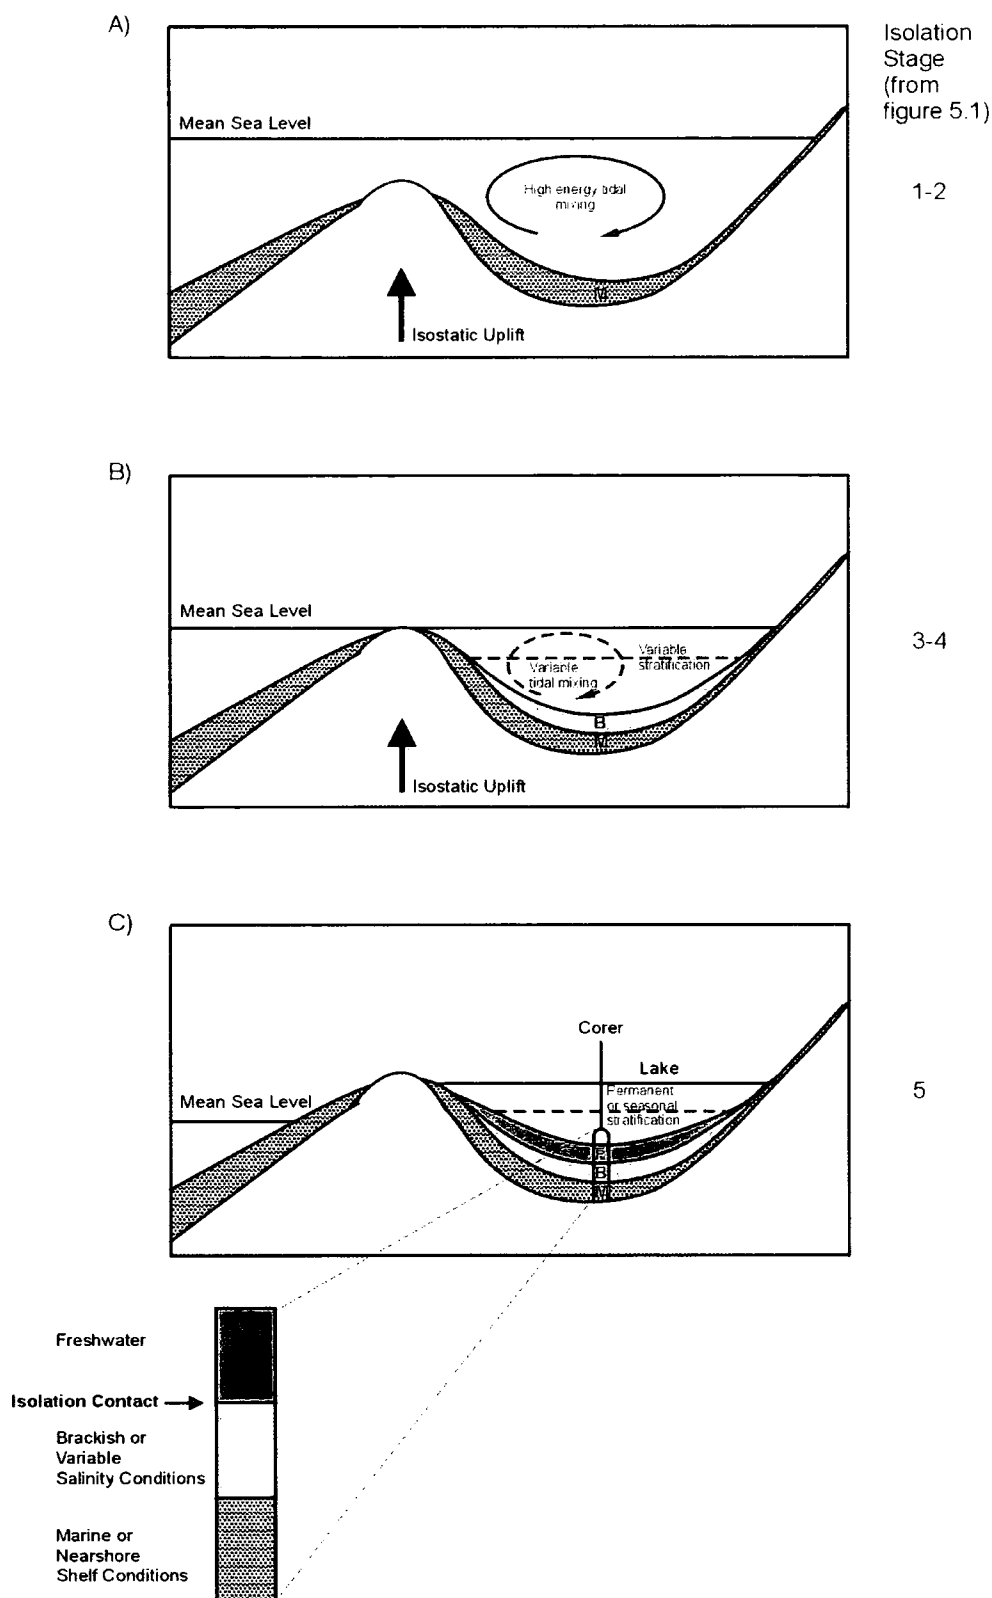 A)
Isolation
Stage
(from
figure 5.1)
Mean Sea Level
High energy tidal
mixing
1-2
M
Isostatic Uplift
B)
Mean Sea Level
3-4
Variable
stratification
Variable
tidal mixing
B
M
Isostatic Uplift
C)
Corer
Lake
5
Permanent
or seasonal
stratification
Mean Sea Level
F
B
M
Freshwater
Isolation Contact
Brackish or
Variable
Salinity Conditions
Marine or
Nearshore
Shelf Conditions